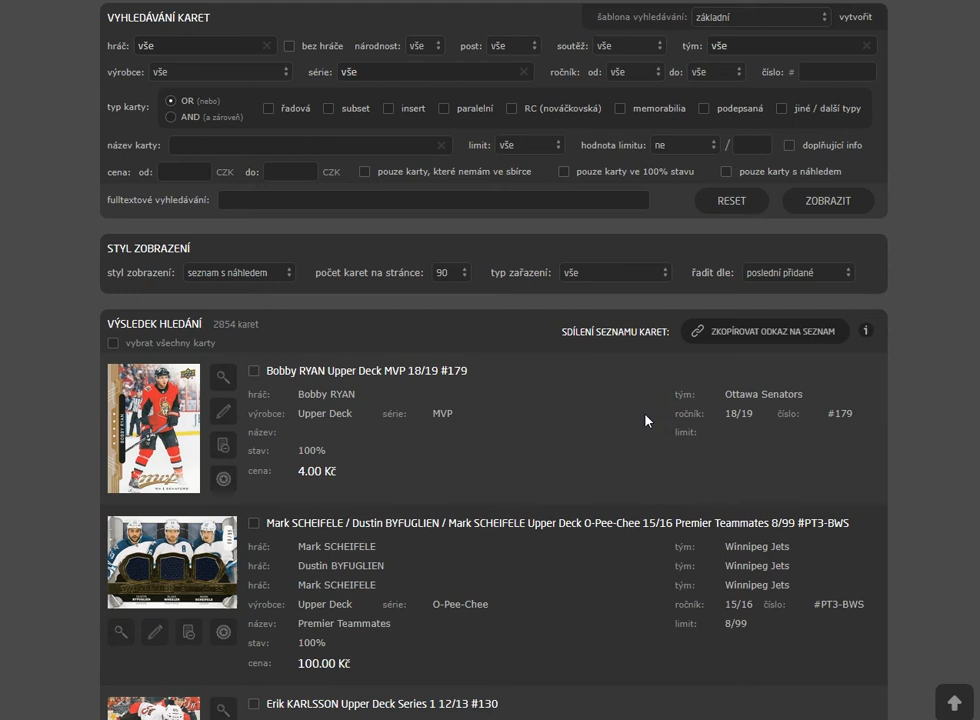 VYHLEDÁVÁNÍ KARET
šablona vyhledávání: základní vytvořit
hráč: vše bez hráče národnost: vše post: vše soutěž: vše tým: vše
výrobce: vše série: vše ročník: od: vše do: vše číslo: #
typ karty: OR (nebo) AND (a zároveň) řadová subset insert paralelní RC (nováčkovská) memorabilia podepsaná jiné / další typy
název karty: limit: vše hodnota limitu: ne / doplňující info
cena: od: CZK do: CZK pouze karty, které nemám ve sbírce pouze karty ve 100% stavu pouze karty s náhledem
fulltextové vyhledávání: RESET ZOBRAZIT
STYL ZOBRAZENÍ
styl zobrazení: seznam s náhledem počet karet na stránce: 90 typ zařazení: vše řadit dle: poslední přidané
VÝSLEDEK HLEDÁNÍ 2854 karet
SDÍLENÍ SEZNAMU KARET: ZKOPÍROVAT ODKAZ NA SEZNAM i
vybrat všechny karty
Bobby RYAN Upper Deck MVP 18/19 #179
hráč: Bobby RYAN tým: Ottawa Senators
výrobce: Upper Deck série: MVP ročník: 18/19 číslo: #179
název: limit:
stav: 100%
cena: 4.00 Kč
Mark SCHEIFELE / Dustin BYFUGLIEN / Mark SCHEIFELE Upper Deck O-Pee-Chee 15/16 Premier Teammates 8/99 #PT3-BWS
hráč: Mark SCHEIFELE tým: Winnipeg Jets
hráč: Dustin BYFUGLIEN tým: Winnipeg Jets
hráč: Mark SCHEIFELE tým: Winnipeg Jets
výrobce: Upper Deck série: O-Pee-Chee ročník: 15/16 číslo: #PT3-BWS
název: Premier Teammates limit: 8/99
stav: 100%
cena: 100.00 Kč
Erik KARLSSON Upper Deck Series 1 12/13 #130